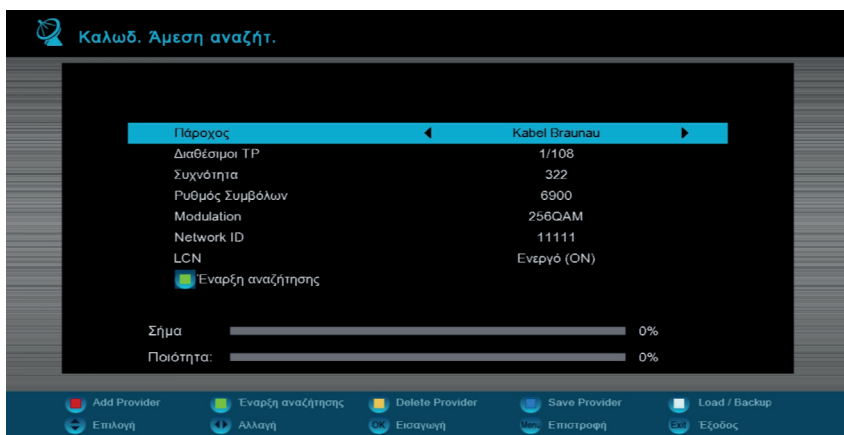 Καλωδ. Άμεση αναζήτ.
Πάροχος Kabel Braunau
Διαθέσιμοι TP 1/108
Συχνότητα 322
Ρυθμός Συμβόλων 6900
Modulation 256QAM
Network ID 11111
LCN Ενεργό (ON)
Έναρξη αναζήτησης
Σήμα 0%
Ποιότητα: 0%
Add Provider Έναρξη αναζήτησης Delete Provider Save Provider Load / Backup
Επιλογή Αλλαγή OK Εισαγωγή Menu Επιστροφή Exit Έξοδος